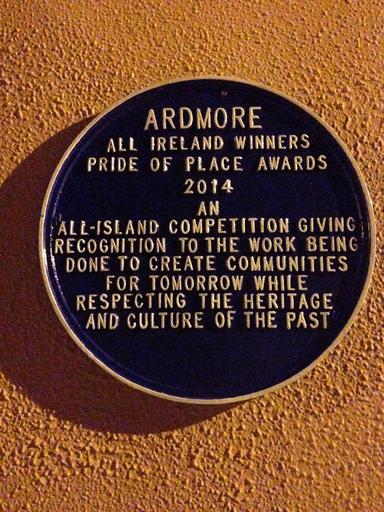 ARDMORE
ALL IRELAND WINNERS
PRIDE OF PLACE AWARDS
2014
AN
ALL-ISLAND COMPETITION GIVING
RECOGNITION TO THE WORK BEING
DONE TO CREATE COMMUNITIES
FOR TOMORROW WHILE
RESPECTING THE HERITAGE
AND CULTURE OF THE PAST